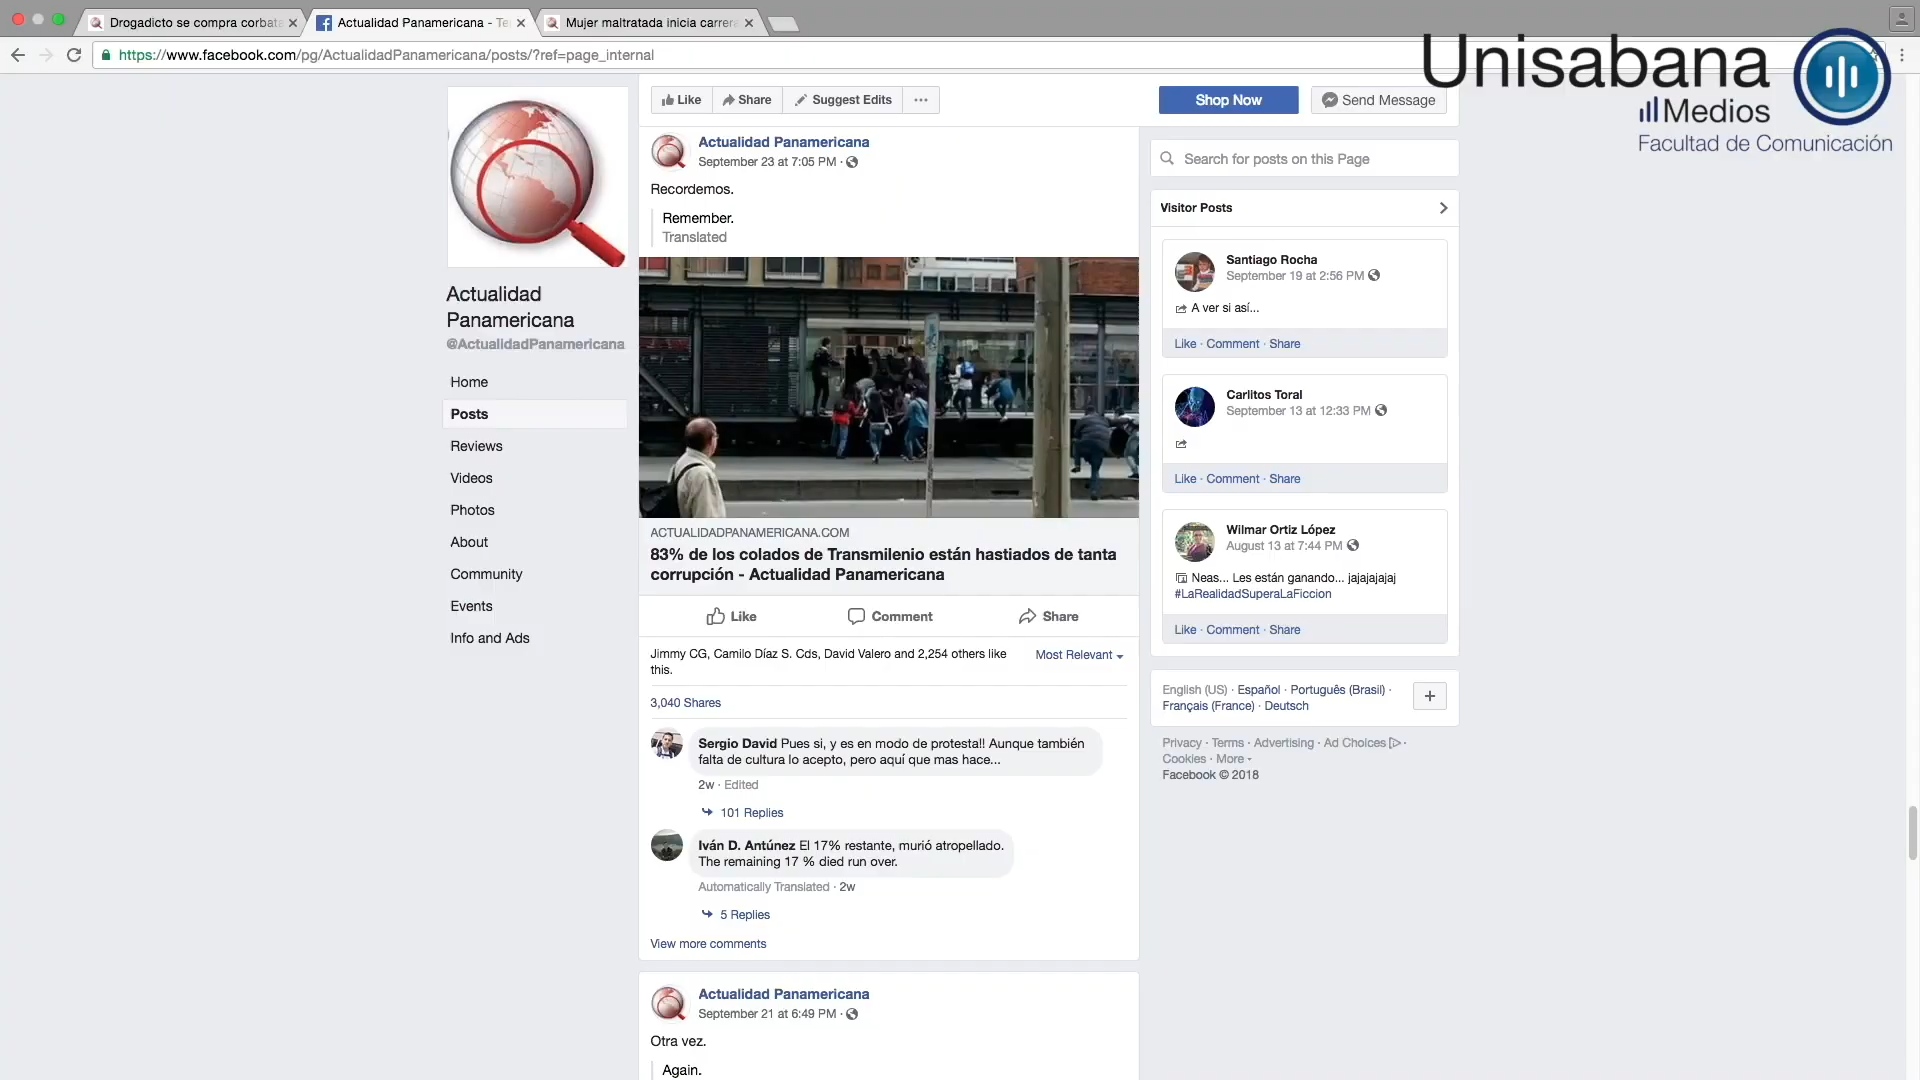 Drogadicto se compra corbata
Actualidad Panamericana - Te
Mujer maltratada inicia carrera
https://www.facebook.com/pg/ActualidadPanamericana/posts/?ref=page_internal
Unisabana
Medios
Facultad de Comunicación
Like
Share
Suggest Edits
Shop Now
Send Message
Actualidad
Panamericana
@ActualidadPanamericana
Home
Posts
Reviews
Videos
Photos
About
Community
Events
Info and Ads
Actualidad Panamericana
September 23 at 7:05 PM ·
Recordemos.
Remember.
Translated
ACTUALIDADPANAMERICANA.COM
83% de los colados de Transmilenio están hastiados de tanta
corrupción - Actualidad Panamericana
Like
Comment
Share
Jimmy CG, Camilo Díaz S. Cds, David Valero and 2,254 others like
this.
Most Relevant
3,040 Shares
Sergio David Pues si, y es en modo de protesta!! Aunque también
falta de cultura lo acepto, pero aquí que mas hace...
2w · Edited
101 Replies
Iván D. Antúnez El 17% restante, murió atropellado.
The remaining 17 % died run over.
Automatically Translated · 2w
5 Replies
View more comments
Actualidad Panamericana
September 21 at 6:49 PM ·
Otra vez.
Again.
Search for posts on this Page
Visitor Posts
Santiago Rocha
September 19 at 2:56 PM
A ver si así...
Like · Comment · Share
Carlitos Toral
September 13 at 12:33 PM
Like · Comment · Share
Wilmar Ortiz López
August 13 at 7:44 PM
Neas... Les están ganando... jajajajajaj
#LaRealidadSuperaLaFiccion
Like · Comment · Share
English (US) · Español · Português (Brasil) ·
Français (France) · Deutsch
Privacy · Terms · Advertising · Ad Choices ·
Cookies · More
Facebook © 2018